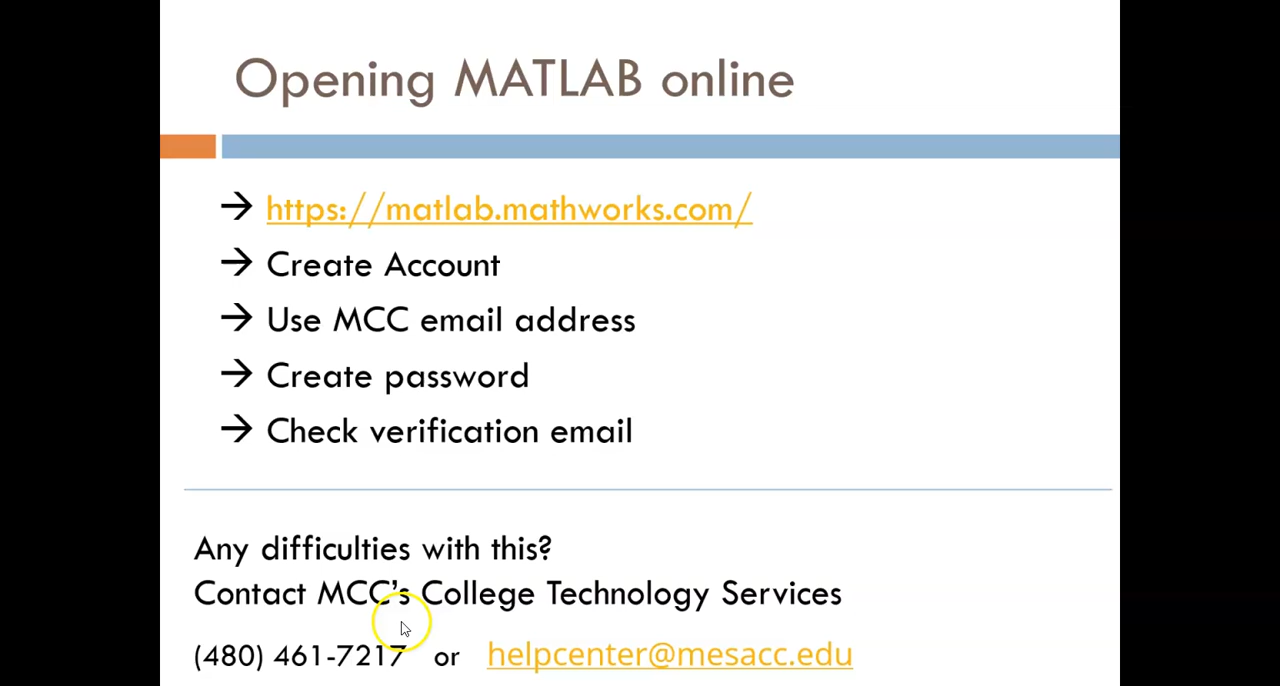 Opening MATLAB online
→ https://matlab.mathworks.com/
→ Create Account
→ Use MCC email address
→ Create password
→ Check verification email
Any difficulties with this?
Contact MCC's College Technology Services
(480) 461-7217 or helpcenter@mesacc.edu